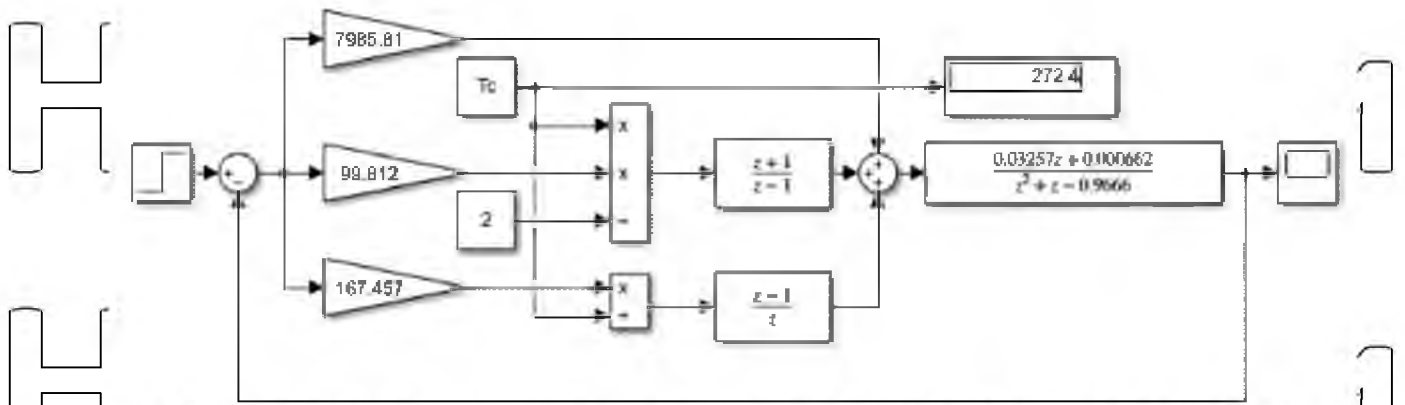 7985.81
Tc
272.4
x
99.812
x
z+1
z-1
0.03257z+0.000662
z²+z-0.9666
2
÷
167.457
x
÷
z-1
z